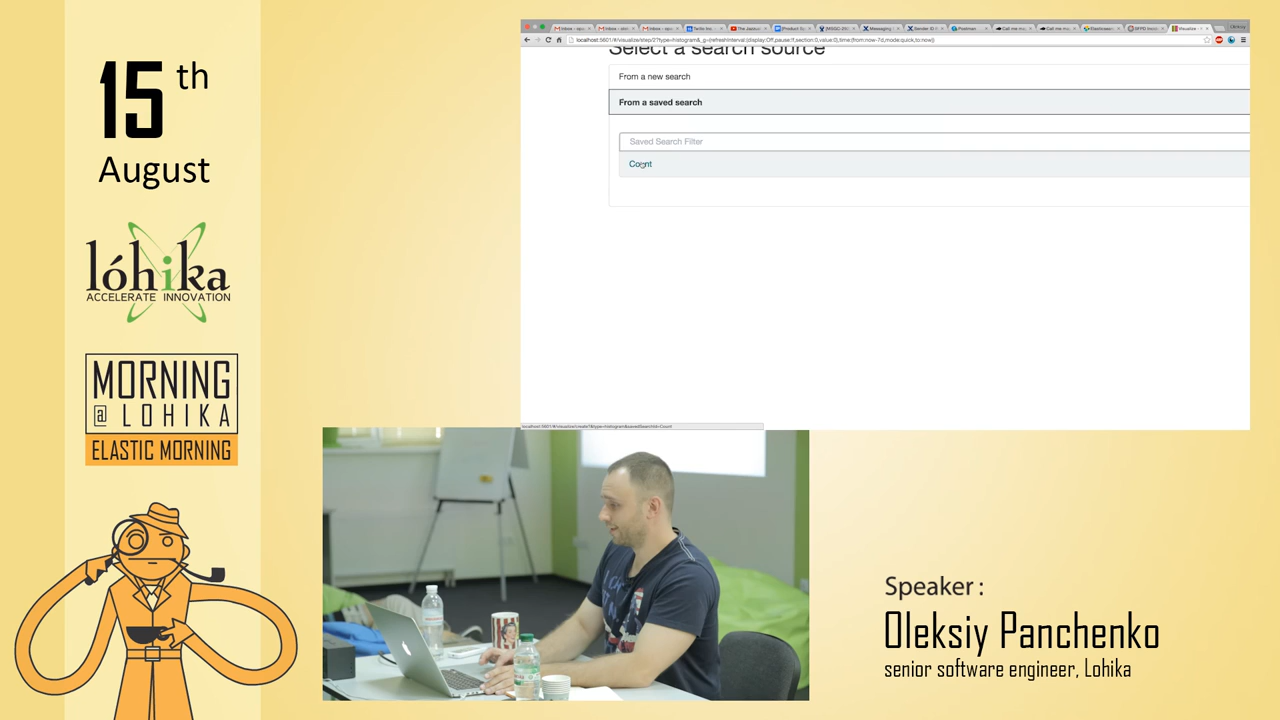 15 th
August
lóhika
ACCELERATE INNOVATION
MORNING
@ LOHIKA
ELASTIC MORNING
Select a search source
From a new search
From a saved search
Saved Search Filter
Count
Speaker :
Oleksiy Panchenko
senior software engineer, Lohika